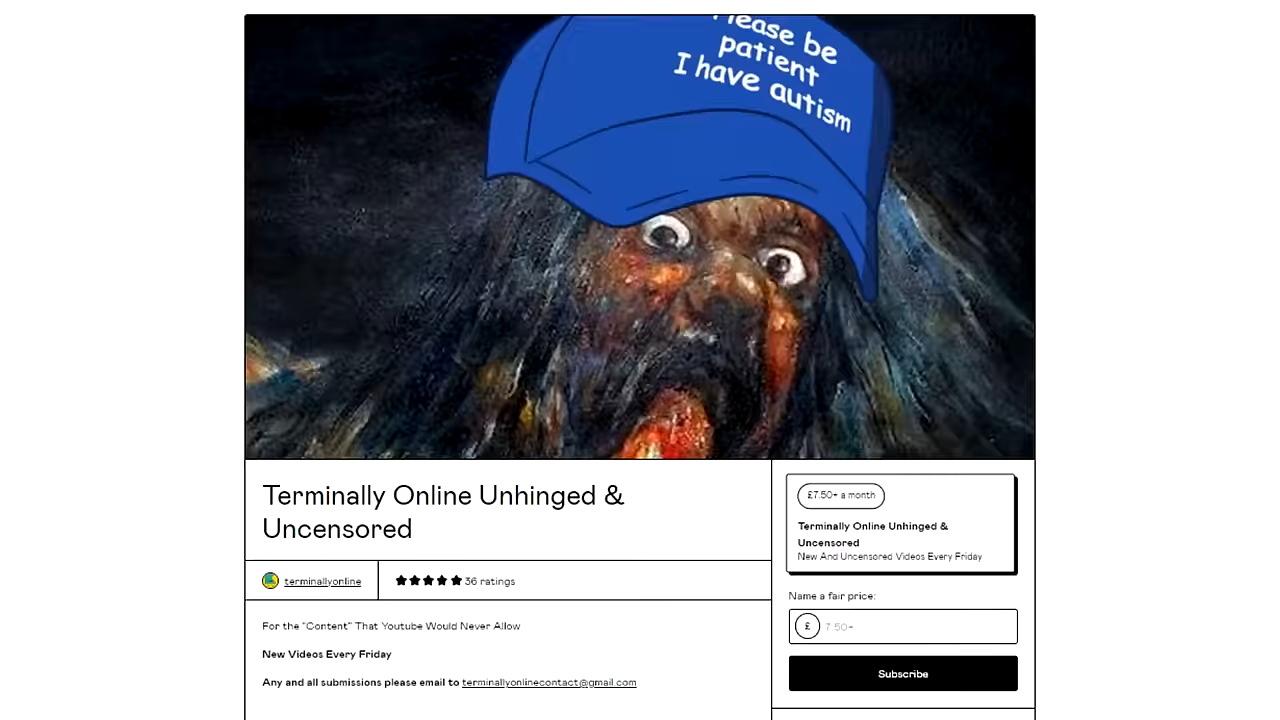 Please be
patient
I have autism
Terminally Online Unhinged &
Uncensored
terminallyonline
36 ratings
For the "Content" That Youtube Would Never Allow
New Videos Every Friday
Any and all submissions please email to terminallyonlinecontact@gmail.com
£7.50+ a month
Terminally Online Unhinged &
Uncensored
New And Uncensored Videos Every Friday
Name a fair price:
£ 7.50+
Subscribe